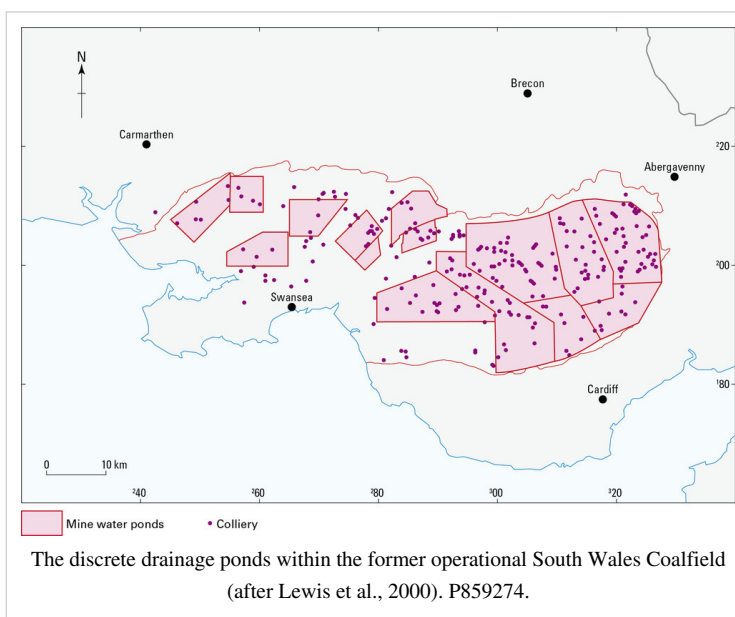 N
Brecon
Carmarthen
²20
Abergavenny
²00
Swansea
¹80
Cardiff
0 10 km
²40 ²60 ²80 ³00 ³20
Mine water ponds Colliery
The discrete drainage ponds within the former operational South Wales Coalfield
(after Lewis et al., 2000). P859274.